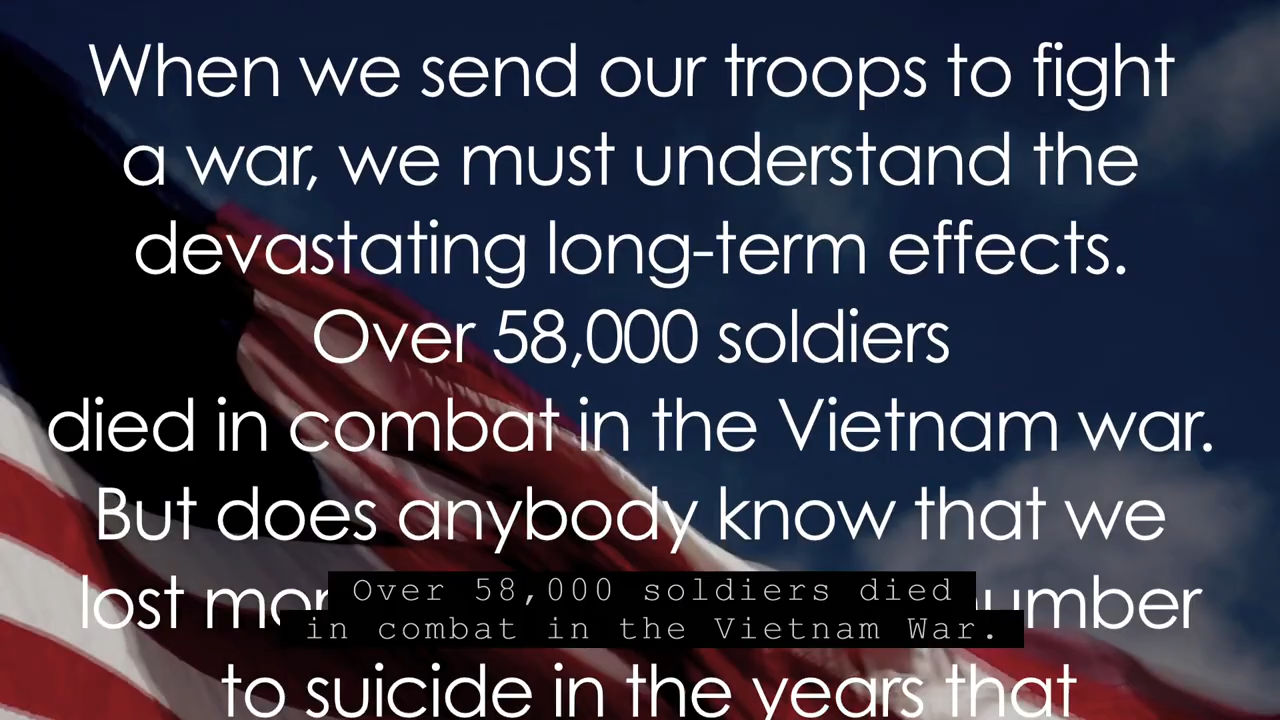 When we send our troops to fight
a war, we must understand the
devastating long-term effects.
Over 58,000 soldiers
died in combat in the Vietnam war.
But does anybody know that we
lost
Over 58,000 soldiers died
in combat in the Vietnam War.
to suicide in the years that